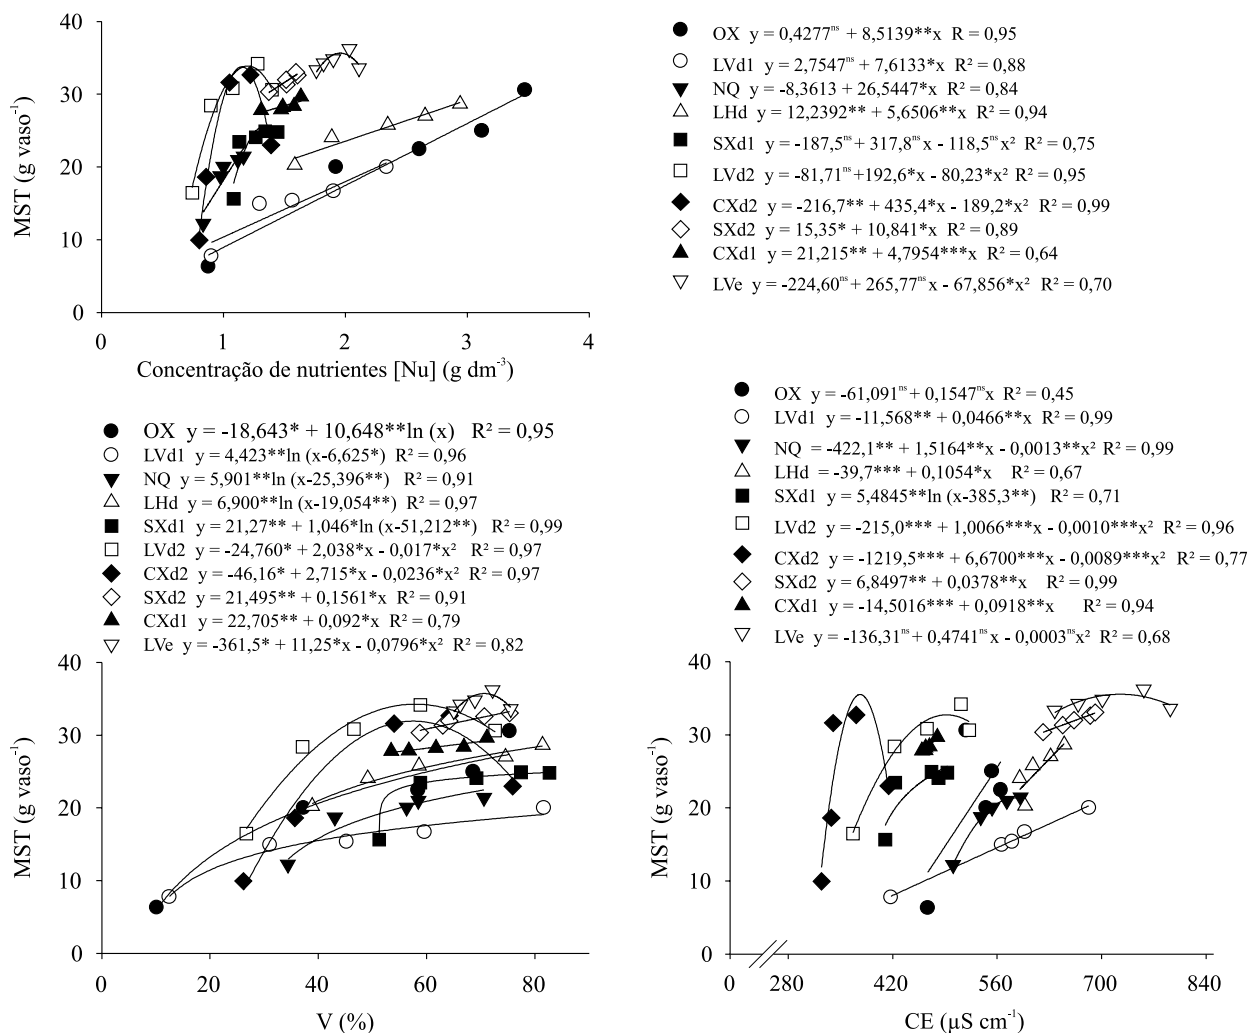 MST (g vaso⁻¹)
40
30
20
10
0
0
1
2
3
4
Concentração de nutrientes [Nu] (g dm⁻³)
OX y = 0,4277ⁿˢ + 8,5139**x R = 0,95
LVd1 y = 2,7547ⁿˢ + 7,6133*x R² = 0,88
NQ y = -8,3613 + 26,5447*x R² = 0,84
LHd y = 12,2392** + 5,6506**x R² = 0,94
SXd1 y = -187,5ⁿˢ + 317,8ⁿˢ x - 118,5ⁿˢ x² R² = 0,75
LVd2 y = -81,71ⁿˢ +192,6*x - 80,23*x² R² = 0,95
CXd2 y = -216,7** + 435,4*x - 189,2*x² R² = 0,99
SXd2 y = 15,35* + 10,841*x R² = 0,89
CXd1 y = 21,215** + 4,7954***x R² = 0,64
LVe y = -224,60ⁿˢ + 265,77ⁿˢ x - 67,856*x² R² = 0,70
OX y = -18,643* + 10,648**ln (x) R² = 0,95
LVd1 y = 4,423**ln (x-6,625*) R² = 0,96
NQ y = 5,901**ln (x-25,396**) R² = 0,91
LHd y = 6,900**ln (x-19,054**) R² = 0,97
SXd1 y = 21,27** + 1,046*ln (x-51,212**) R² = 0,99
LVd2 y = -24,760* + 2,038*x - 0,017*x² R² = 0,97
CXd2 y = -46,16* + 2,715*x - 0,0236*x² R² = 0,97
SXd2 y = 21,495** + 0,1561*x R² = 0,91
CXd1 y = 22,705** + 0,092*x R² = 0,79
LVe y = -361,5* + 11,25*x - 0,0796*x² R² = 0,82
MST (g vaso⁻¹)
40
30
20
10
0
0
20
40
60
80
V (%)
OX y = -61,091ⁿˢ + 0,1547ⁿˢ x R² = 0,45
LVd1 y = -11,568** + 0,0466**x R² = 0,99
NQ = -422,1** + 1,5164**x - 0,0013**x² R² = 0,99
LHd = -39,7*** + 0,1054*x R² = 0,67
SXd1 y = 5,4845**ln (x-385,3**) R² = 0,71
LVd2 y = -215,0*** + 1,0066***x - 0,0010***x² R² = 0,96
CXd2 y = -1219,5*** + 6,6700***x - 0,0089***x² R² = 0,77
SXd2 y = 6,8497** + 0,0378**x R² = 0,99
CXd1 y = -14,5016*** + 0,0918**x R² = 0,94
LVe y = -136,31ⁿˢ + 0,4741ⁿˢ x - 0,0003ⁿˢ x² R² = 0,68
MST (g vaso⁻¹)
40
30
20
10
0
0
280
420
560
700
840
CE (µS cm⁻¹)